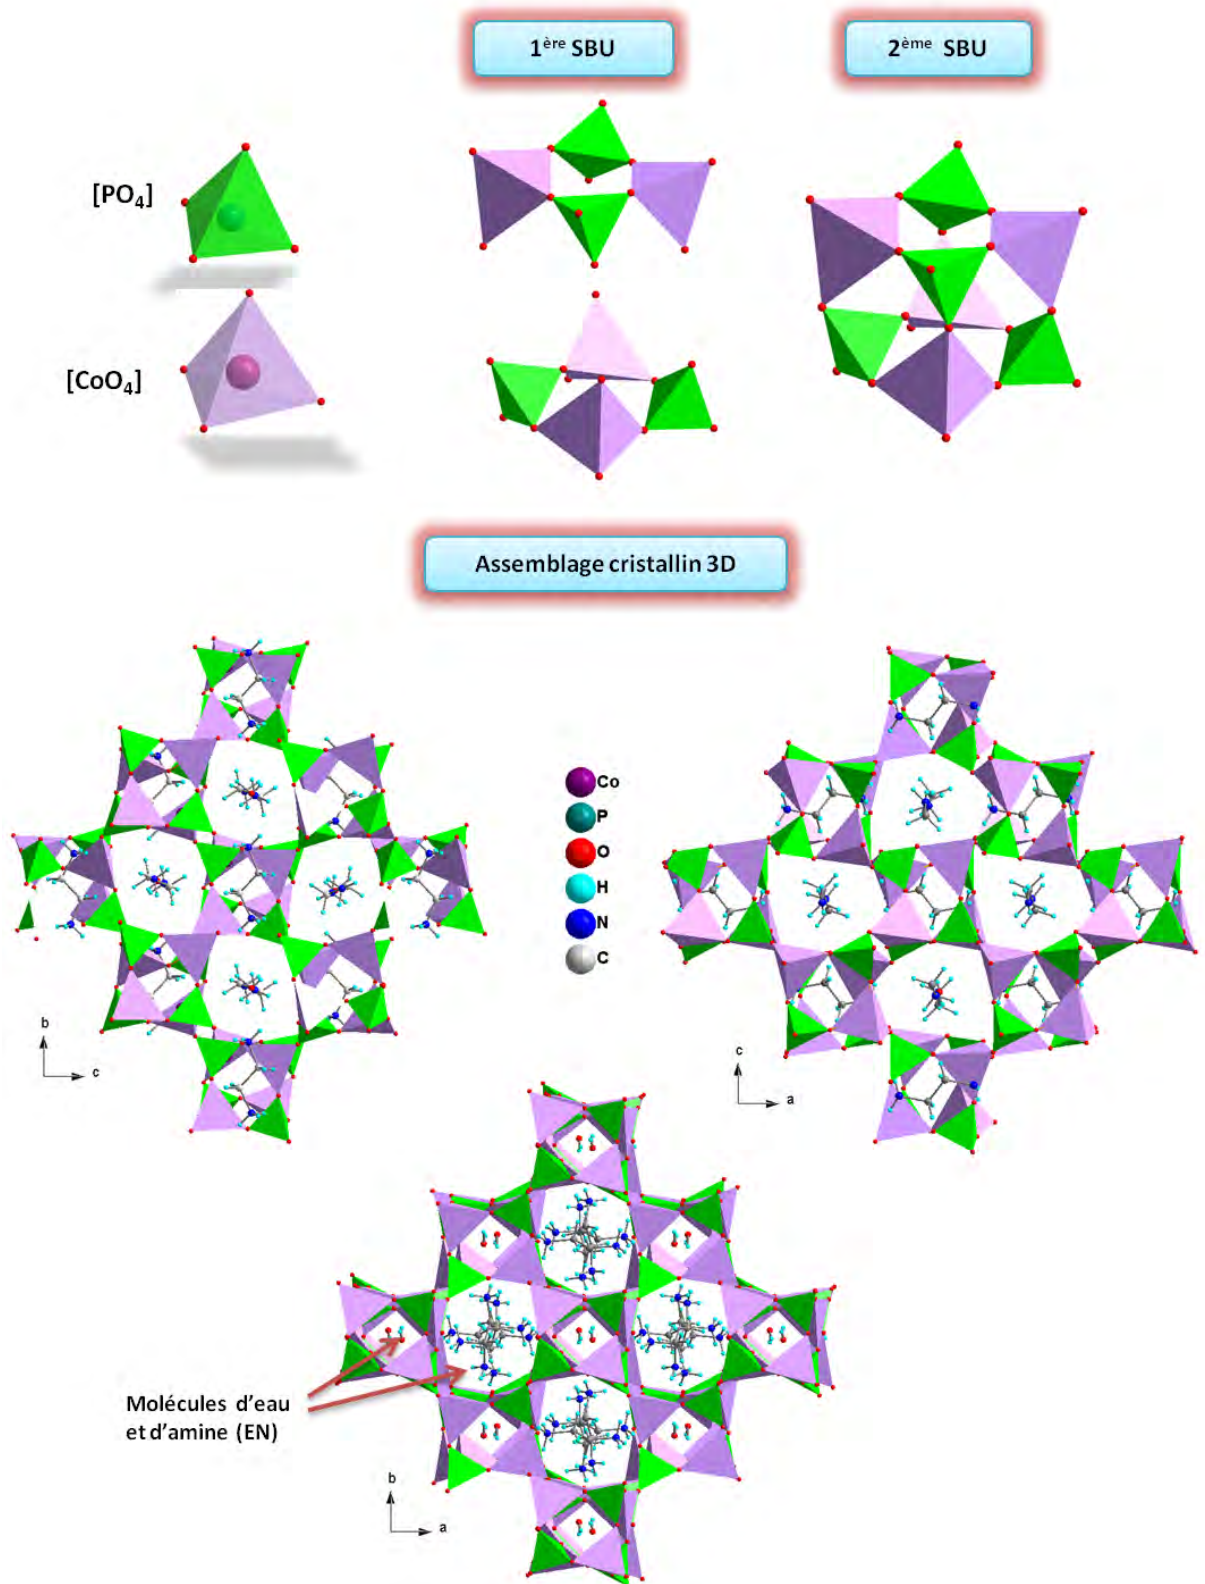 1ère SBU
2ème SBU
[PO4]
[CoO4]
Assemblage cristallin 3D
Co
P
O
H
N
C
b
c
c
a
Molécules d'eau
et d'amine (EN)
b
a